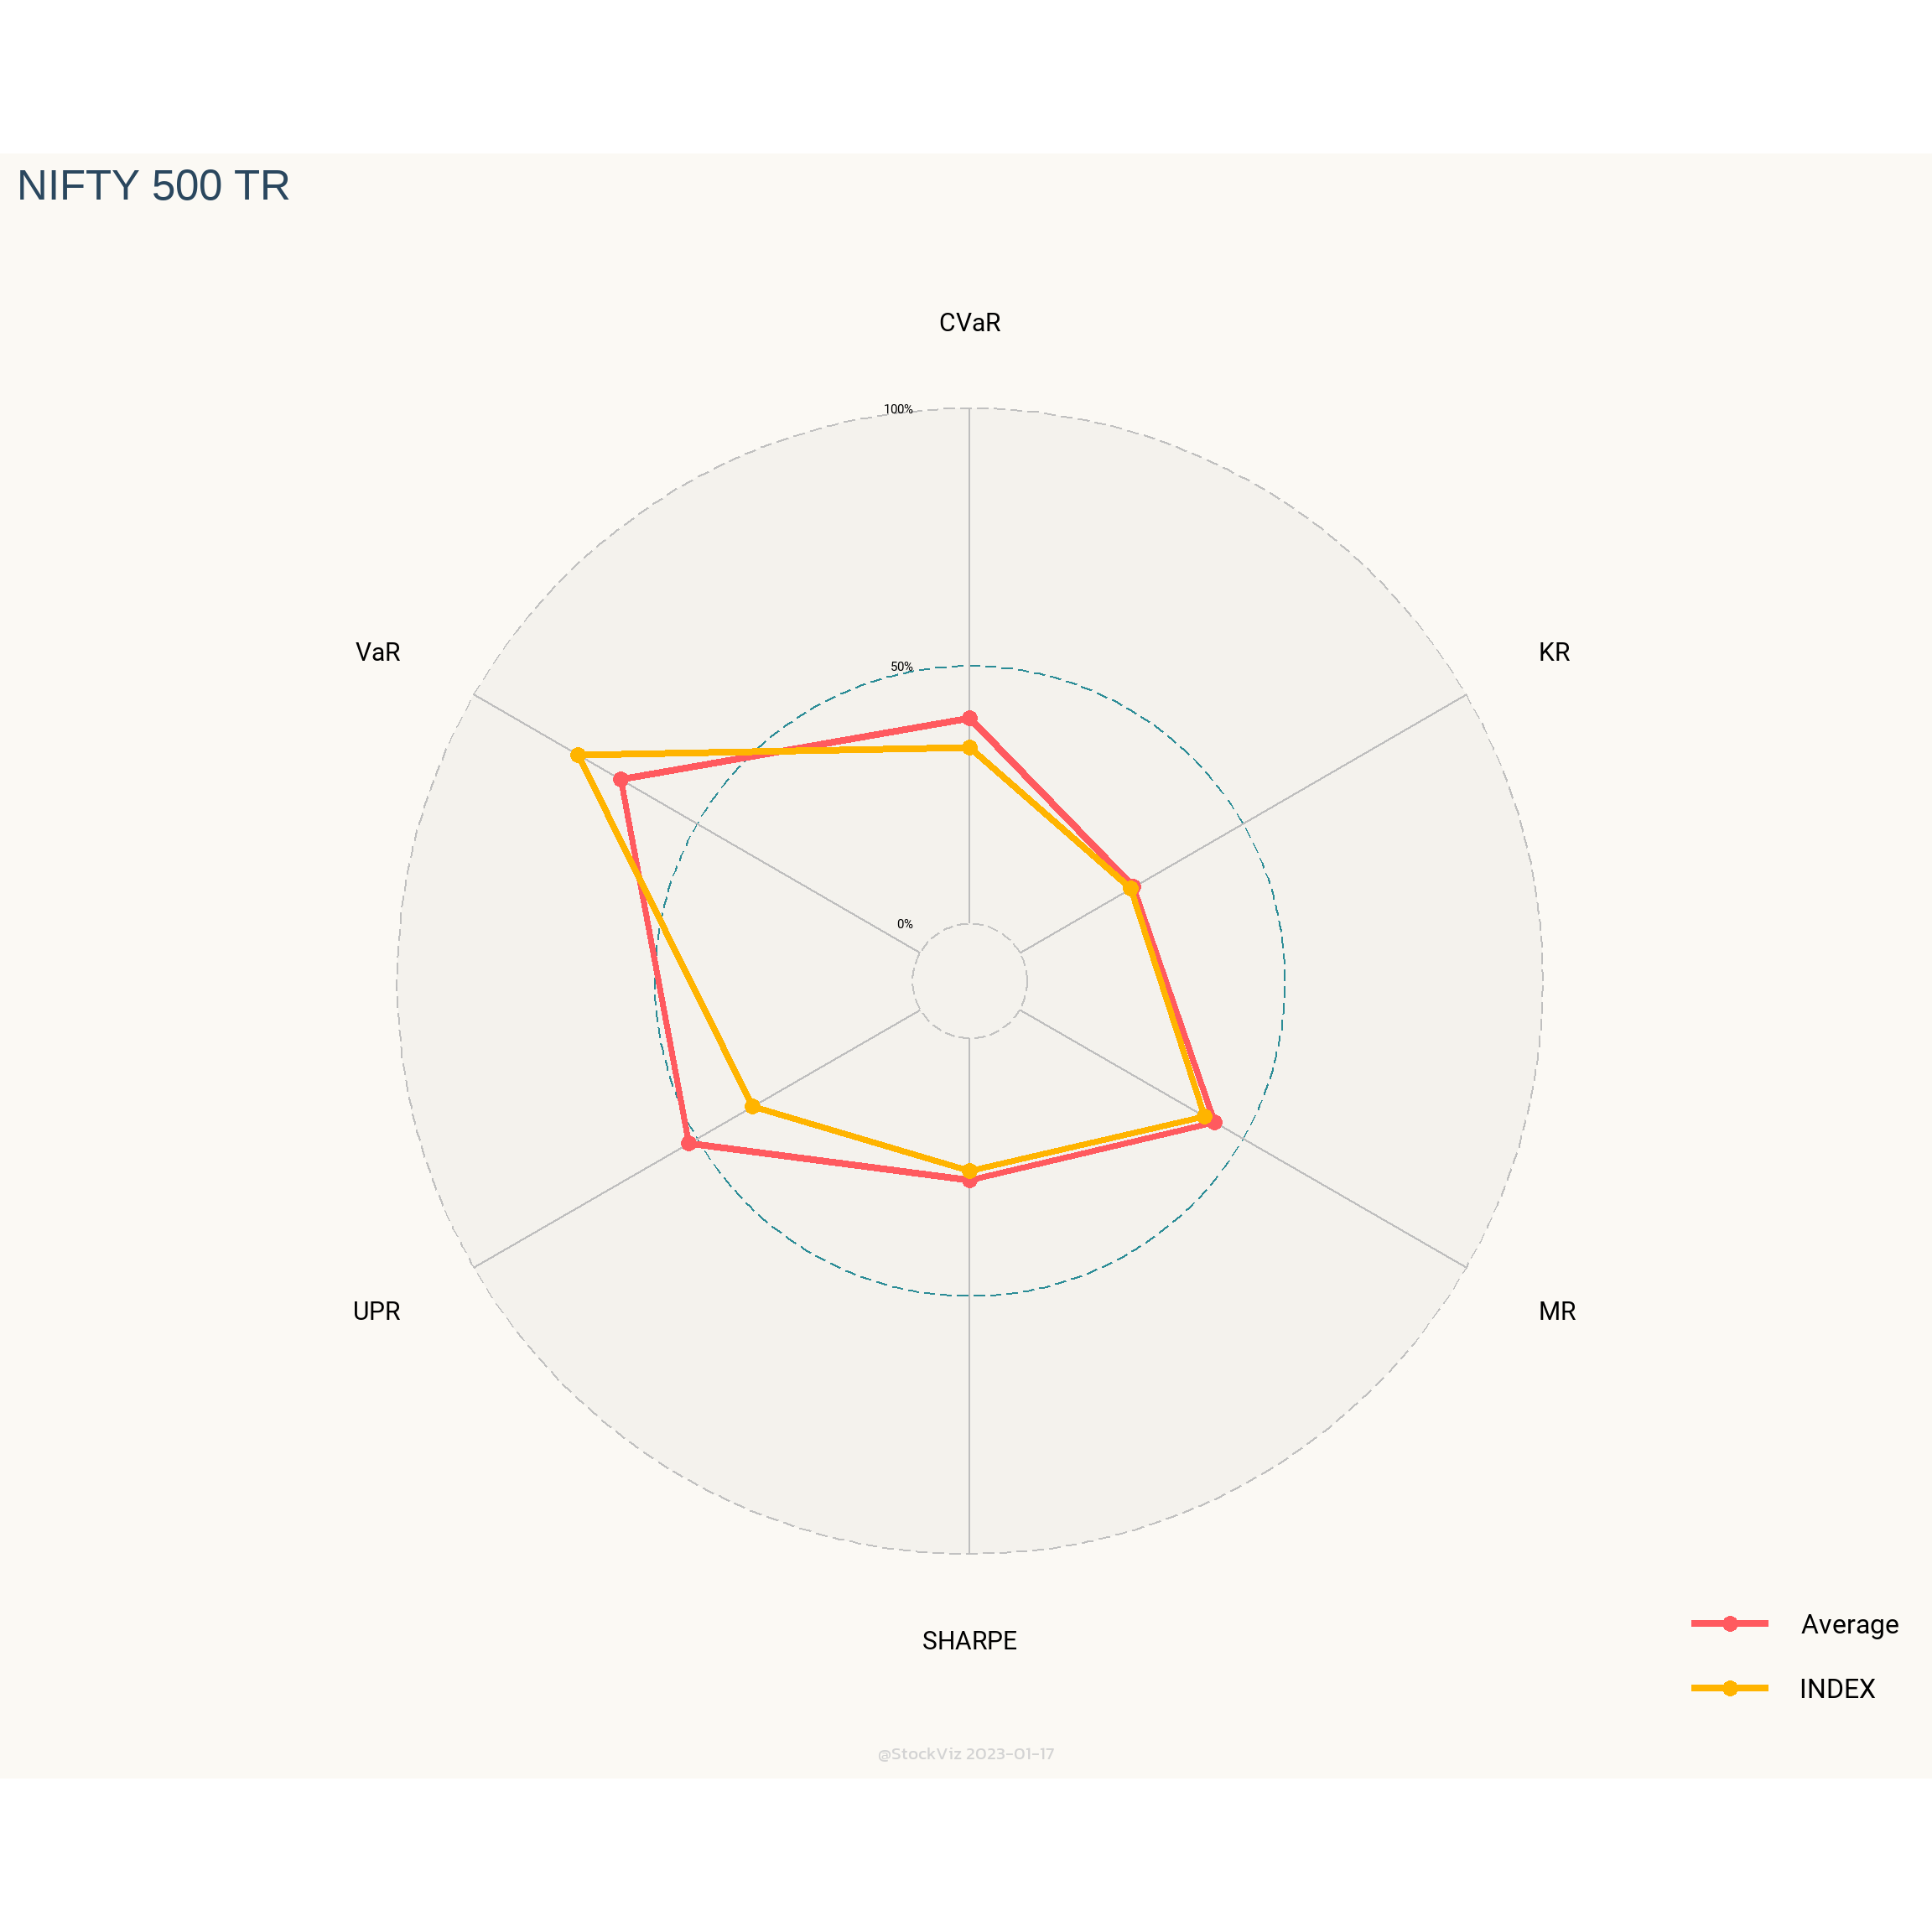 NIFTY 500 TR
CVaR
100%
VaR
KR
50%
0%
UPR
MR
SHARPE
Average
INDEX
@StockViz 2023-01-17